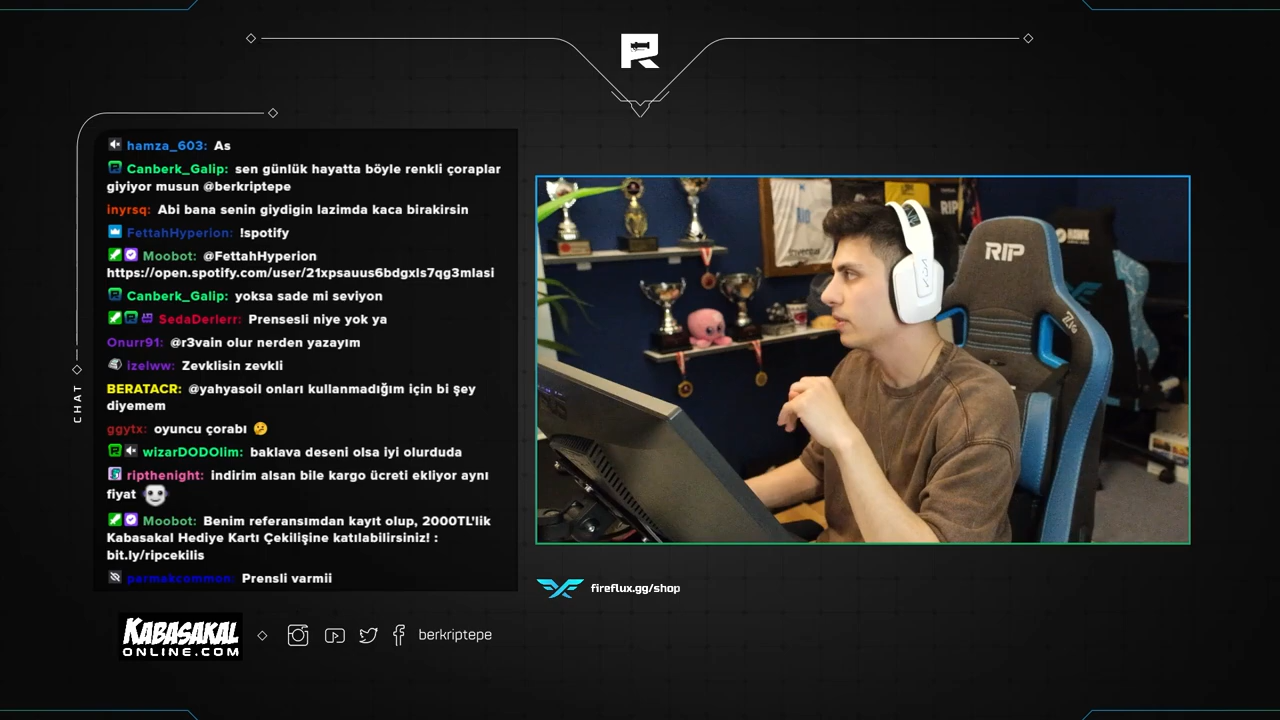 hamza_603: As
Canberk_Galip: sen günlük hayatta böyle renkli çoraplar
giyiyor musun @berkriptepe
inyrsq: Abi bana senin giydigin lazimda kaca birakirsin
FettahHyperion: !spotify
Moobot: @FettahHyperion
https://open.spotify.com/user/21xpsauus6bdgxls7qg3mlasi
Canberk_Galip: yoksa sade mi seviyon
SedaDerlerr: Prensesli niye yok ya
Onurr91: @r3vain olur nerden yazayım
izelww: Zevklisin zevkli
BERATACR: @yahyasoil onları kullanmadığım için bi şey
diyemem
ggytx: oyuncu çorabı 🤔
wizarDODOlim: baklava deseni olsa iyi olurduda
ripthenight: indirim alsan bile kargo ücreti ekliyor aynı
fiyat
Moobot: Benim referansımdan kayıt olup, 2000TL'lik
Kabasakal Hediye Kartı Çekilişine katılabilirsiniz! :
bit.ly/ripcekilis
parmakcommon: Prensli varmii
CHAT
RIP
RIP
fireflux.gg/shop
KABASAKAL
ONLINE.COM
berkriptepe